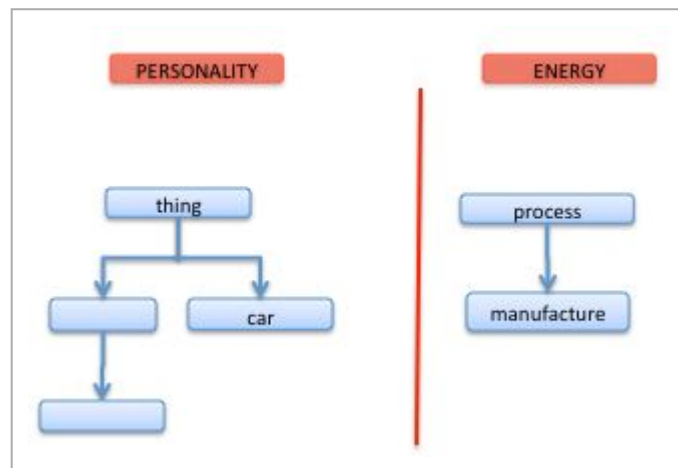 PERSONALITY
ENERGY
thing
process
car
manufacture